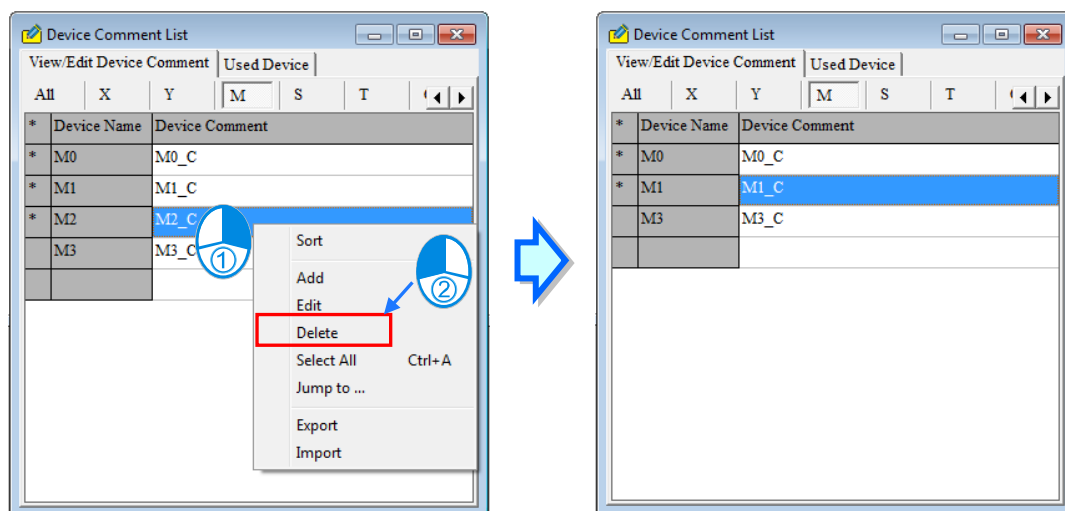 Device Comment List
View/Edit Device Comment Used Device
All X Y M S T
* Device Name Device Comment
* M0 M0_C
* M1 M1_C
* M2 M2_C
M3 M3_C
①
Sort
Add
Edit
Delete
Select All Ctrl+A
Jump to ...
Export
Import
②
Device Comment List
View/Edit Device Comment Used Device
All X Y M S T
* Device Name Device Comment
* M0 M0_C
* M1 M1_C
M3 M3_C